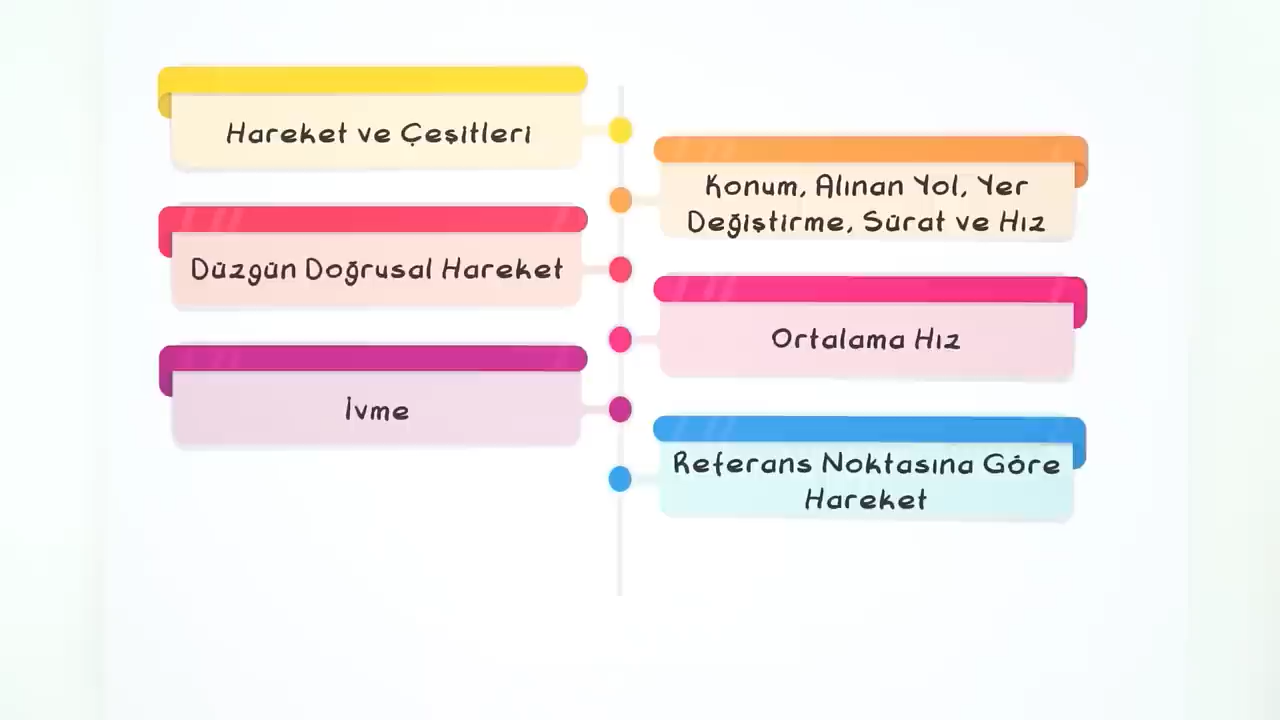 Hareket ve Çeşitleri
Konum, Alınan Yol, Yer
Değiştirme, Sürat ve Hız
Düzgün Doğrusal Hareket
Ortalama Hız
İvme
Referans Noktasına Göre
Hareket